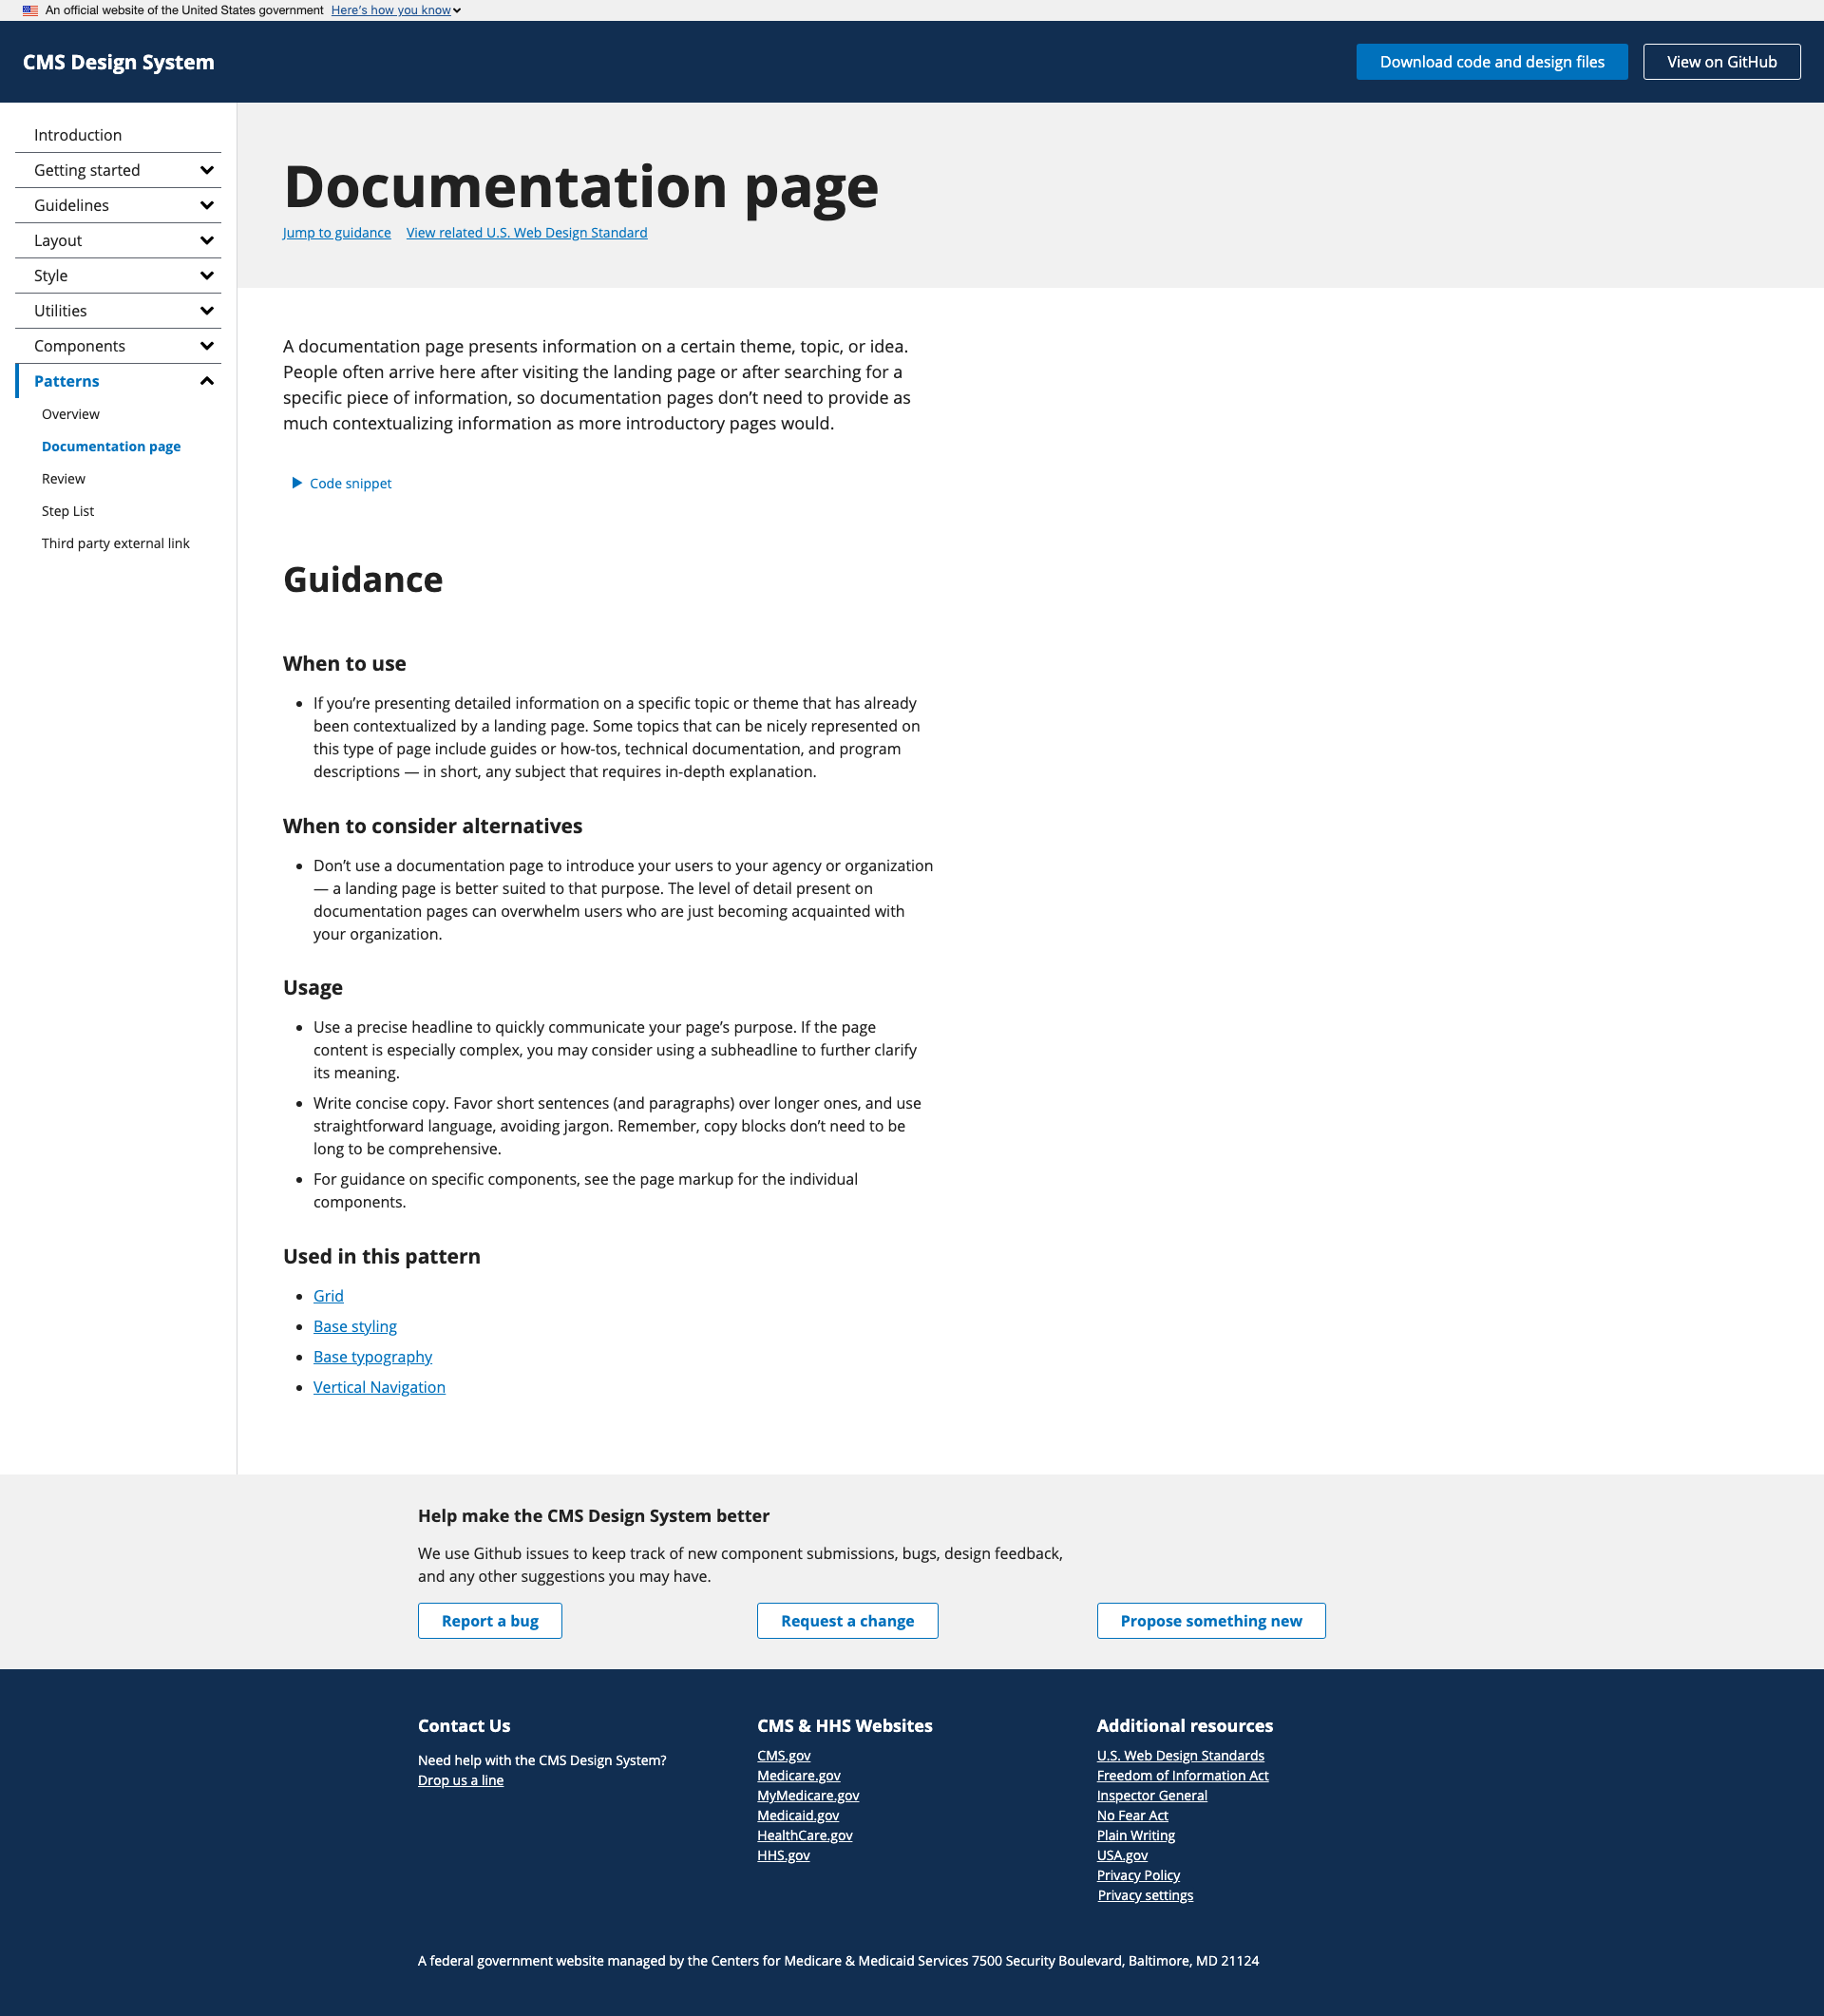 An official website of the United States government Here's how you know
CMS Design System
Download code and design files
View on GitHub
Introduction
Getting started
Guidelines
Layout
Style
Utilities
Components
Patterns
Overview
Documentation page
Review
Step List
Third party external link
Documentation page
Jump to guidance View related U.S. Web Design Standard
A documentation page presents information on a certain theme, topic, or idea.
People often arrive here after visiting the landing page or after searching for a
specific piece of information, so documentation pages don’t need to provide as
much contextualizing information as more introductory pages would.
Code snippet
Guidance
When to use
If you’re presenting detailed information on a specific topic or theme that has already
been contextualized by a landing page. Some topics that can be nicely represented on
this type of page include guides or how-tos, technical documentation, and program
descriptions — in short, any subject that requires in-depth explanation.
When to consider alternatives
Don’t use a documentation page to introduce your users to your agency or organization
— a landing page is better suited to that purpose. The level of detail present on
documentation pages can overwhelm users who are just becoming acquainted with
your organization.
Usage
Use a precise headline to quickly communicate your page’s purpose. If the page
content is especially complex, you may consider using a subheadline to further clarify
its meaning.
Write concise copy. Favor short sentences (and paragraphs) over longer ones, and use
straightforward language, avoiding jargon. Remember, copy blocks don’t need to be
long to be comprehensive.
For guidance on specific components, see the page markup for the individual
components.
Used in this pattern
Grid
Base styling
Base typography
Vertical Navigation
Help make the CMS Design System better
We use Github issues to keep track of new component submissions, bugs, design feedback,
and any other suggestions you may have.
Report a bug
Request a change
Propose something new
Contact Us
Need help with the CMS Design System?
Drop us a line
CMS & HHS Websites
CMS.gov
Medicare.gov
MyMedicare.gov
Medicaid.gov
HealthCare.gov
HHS.gov
Additional resources
U.S. Web Design Standards
Freedom of Information Act
Inspector General
No Fear Act
Plain Writing
USA.gov
Privacy Policy
Privacy settings
A federal government website managed by the Centers for Medicare & Medicaid Services 7500 Security Boulevard, Baltimore, MD 21124